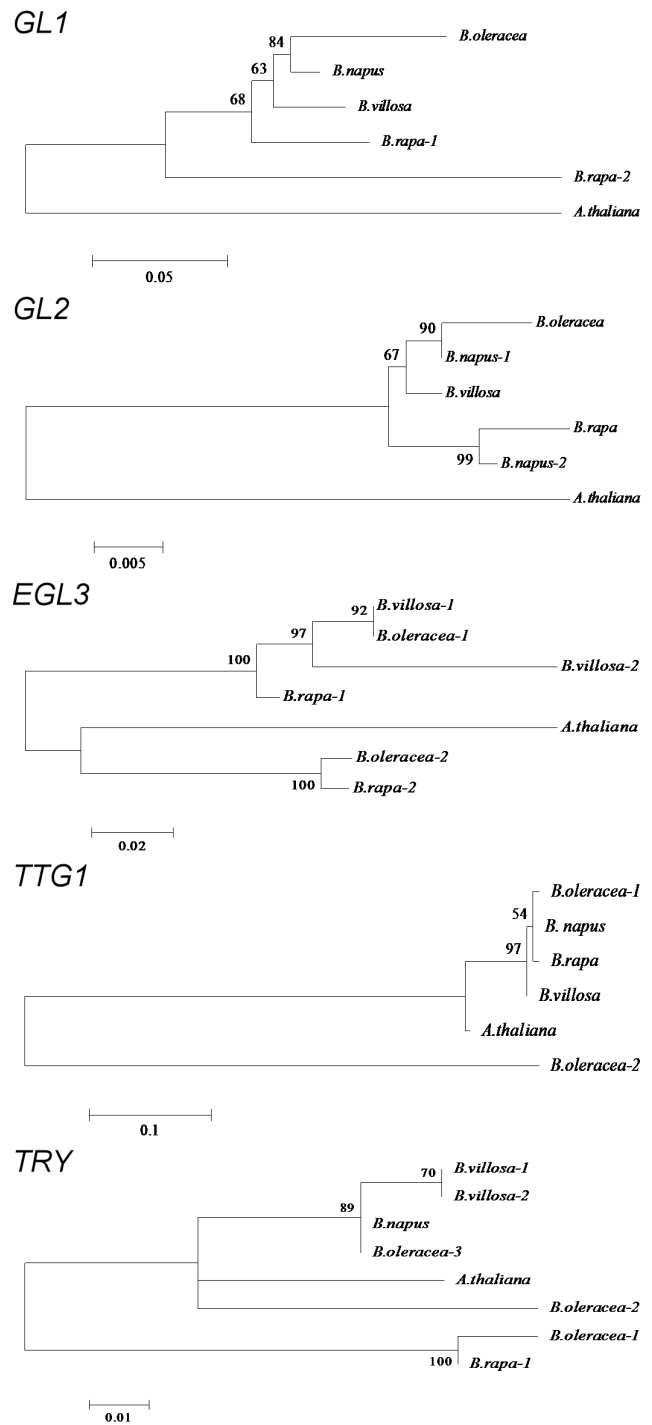 GL1
84
B.oleracea
B.napus
63
B.villosa
68
B.rapa-1
B.rapa-2
A.thaliana
0.05
GL2
90
B.oleracea
B.napus-1
67
B.villosa
B.rapa
99
B.napus-2
A.thaliana
0.005
EGL3
92
B.villosa-1
B.oleracea-1
97
B.villosa-2
100
B.rapa-1
A.thaliana
B.oleracea-2
100
B.rapa-2
0.02
TTG1
B.oleracea-1
54
B. napus
97
B.rapa
B.villosa
A.thaliana
B.oleracea-2
0.1
TRY
70
B.villosa-1
B.villosa-2
89
B.napus
B.oleracea-3
A.thaliana
B.oleracea-2
B.oleracea-1
100
B.rapa-1
0.01